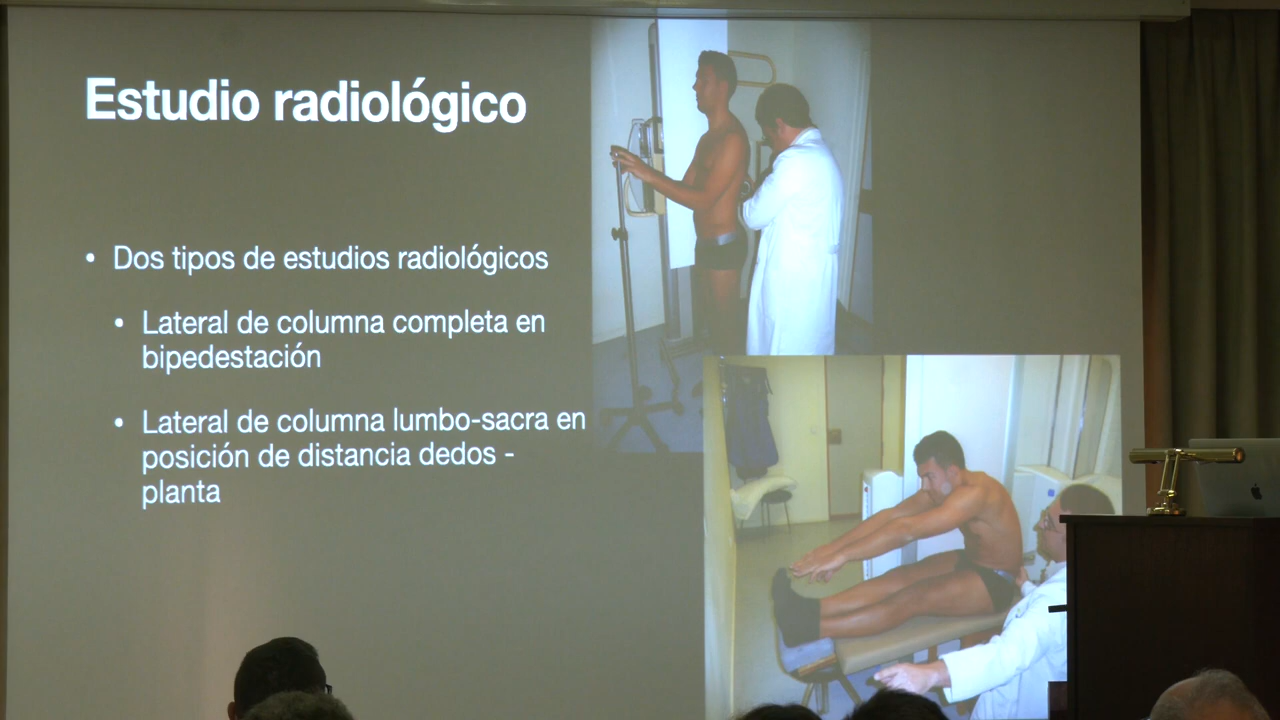 Estudio radiológico
• Dos tipos de estudios radiológicos
• Lateral de columna completa en
bipedestación
• Lateral de columna lumbo-sacra en
posición de distancia dedos -
planta